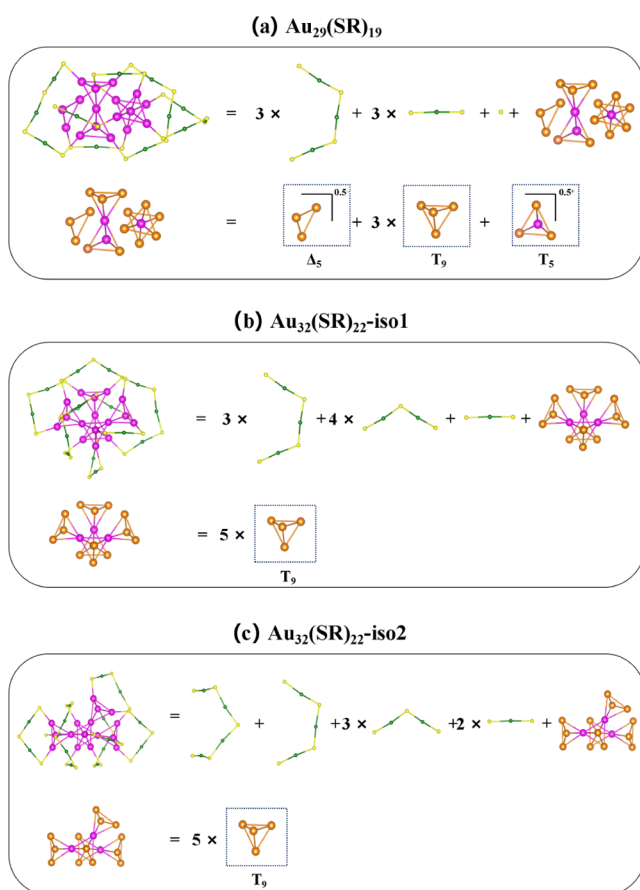 (a) Au₂₉(SR)₁₉
= 3 × + 3 × + +
= 0.5 + 3 × + 0.5'
Δ₅ T₉ T₅
(b) Au₃₂(SR)₂₂-iso1
= 3 × +4 × + +
= 5 ×
T₉
(c) Au₃₂(SR)₂₂-iso2
= + +3 × +2 × +
= 5 ×
T₉